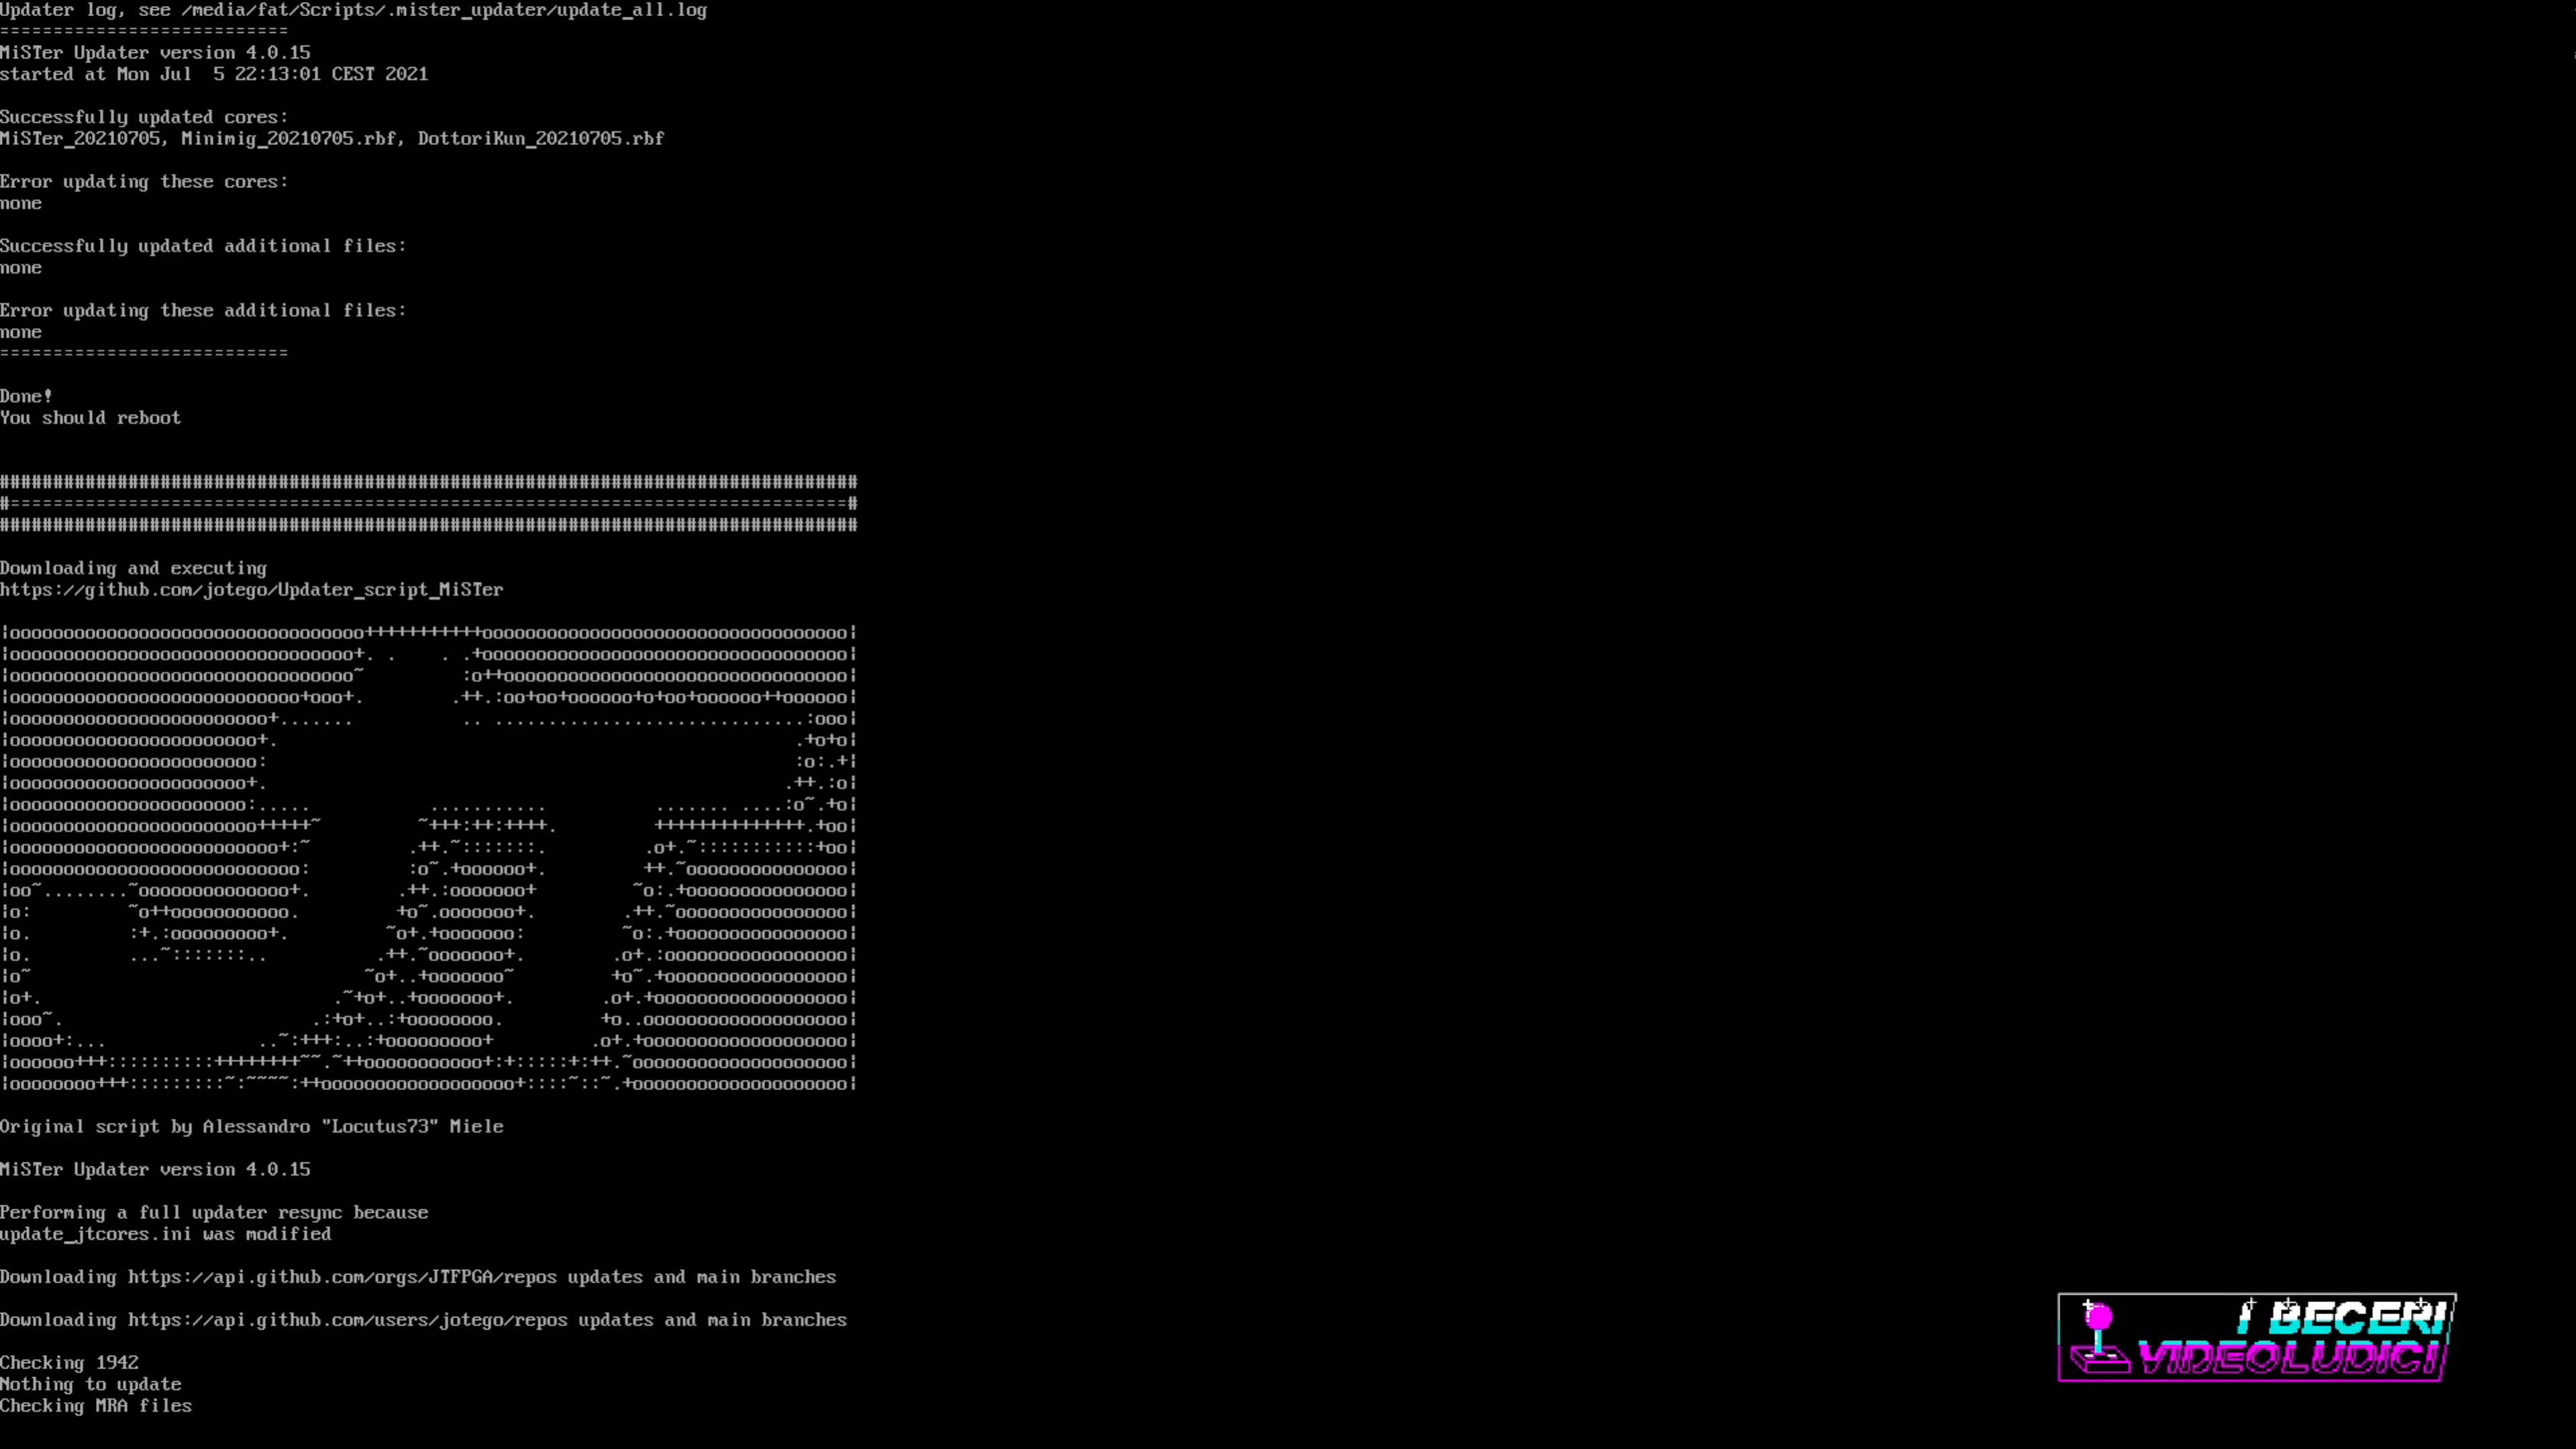 Updater log, see /media/fat/Scripts/.mister_updater/update_all.log
===========================
MiSTer Updater version 4.0.15
started at Mon Jul  5 22:13:01 CEST 2021
Successfully updated cores:
MiSTer_20210705, Minimig_20210705.rbf, DottoriKun_20210705.rbf
Error updating these cores:
none
Successfully updated additional files:
none
Error updating these additional files:
none
===========================
Done!
You should reboot
################################################################################
#==============================================================================#
################################################################################
Downloading and executing
https://github.com/jotego/Updater_script_MiSTer
Original script by Alessandro "Locutus73" Miele
MiSTer Updater version 4.0.15
Performing a full updater resync because
update_jtcores.ini was modified
Downloading https://api.github.com/orgs/JTFPGA/repos updates and main branches
Downloading https://api.github.com/users/jotego/repos updates and main branches
Checking 1942
Nothing to update
Checking MRA files
I BECERI
VIDEOLUDICI